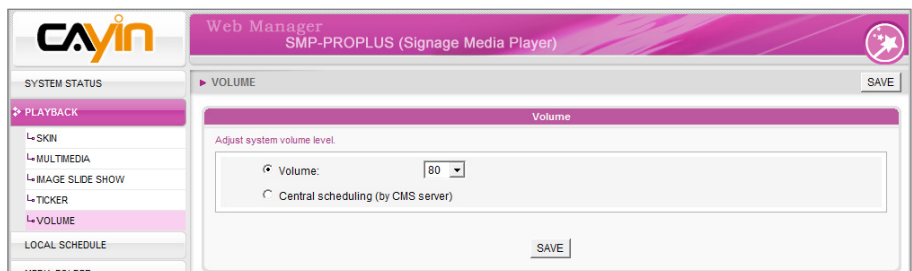 CAYIN
Web Manager
SMP-PROPLUS (Signage Media Player)
SYSTEM STATUS
PLAYBACK
SKIN
MULTIMEDIA
IMAGE SLIDE SHOW
TICKER
VOLUME
LOCAL SCHEDULE
VOLUME
SAVE
Volume
Adjust system volume level.
Volume: 80
Central scheduling (by CMS server)
SAVE